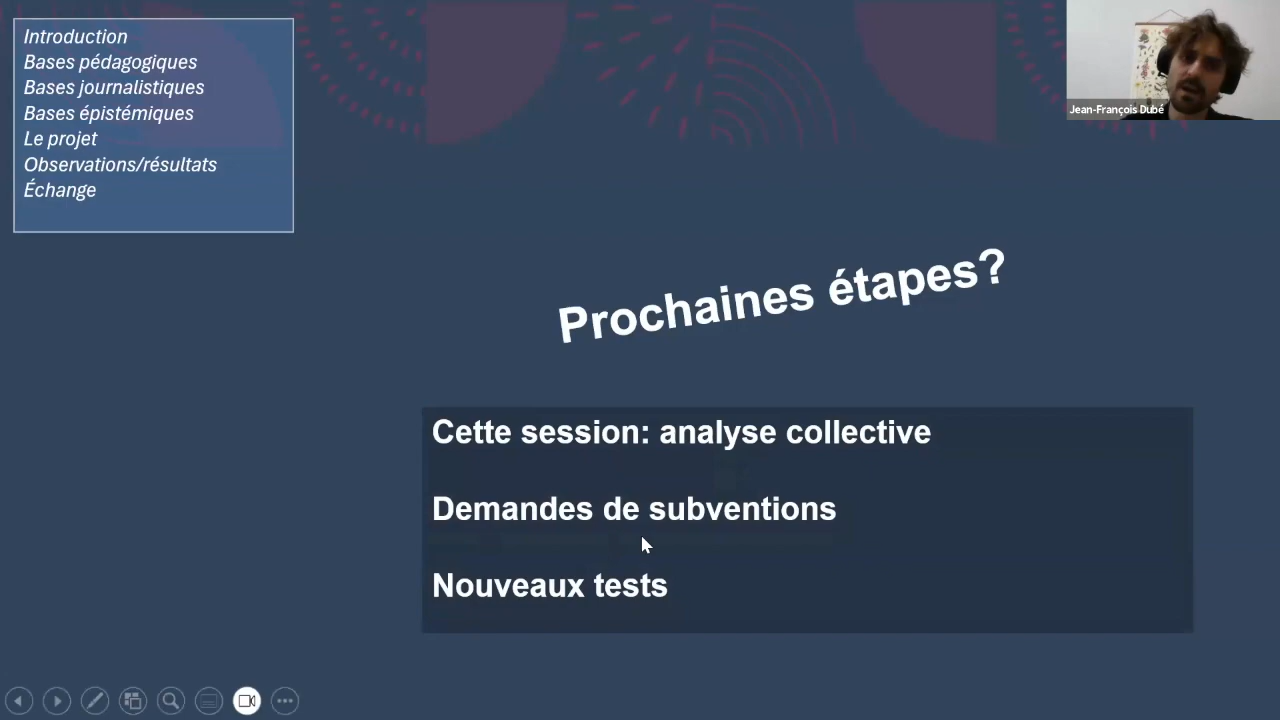 Introduction
Bases pédagogiques
Bases journalistiques
Bases épistémiques
Le projet
Observations/résultats
Échange
Jean-François Dubé
Prochaines étapes?
Cette session: analyse collective
Demandes de subventions
Nouveaux tests